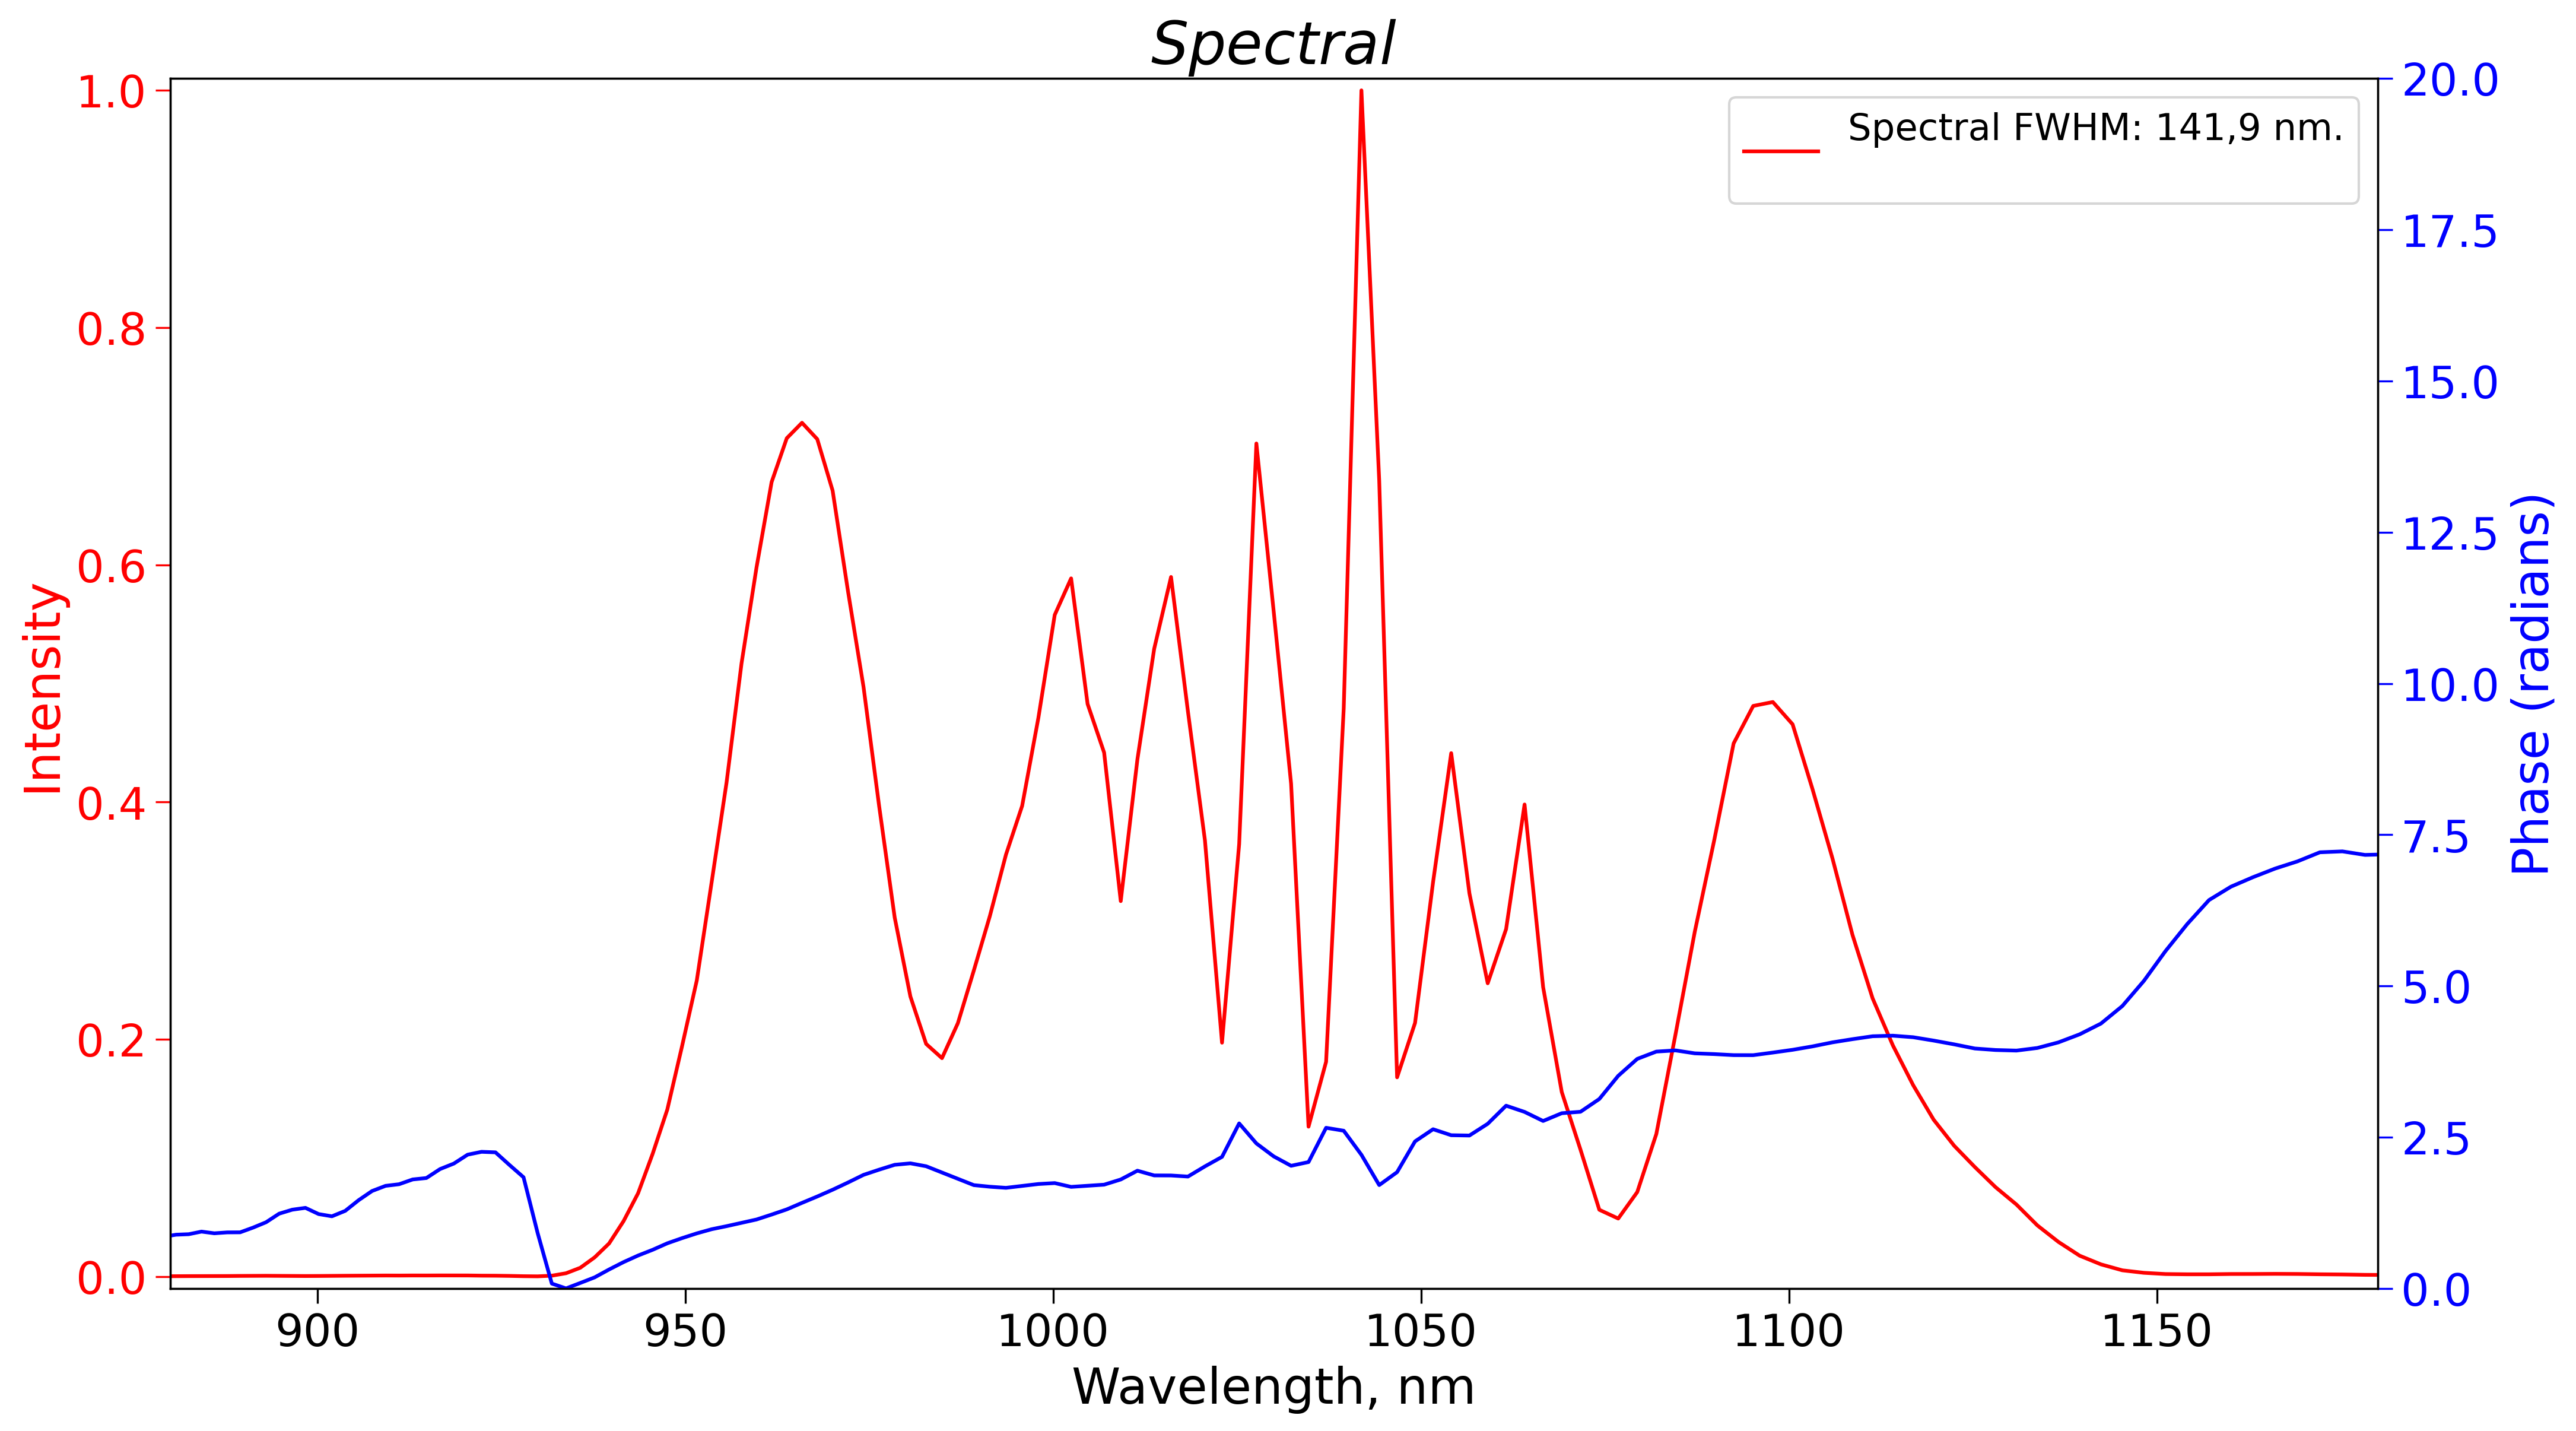 Spectral
Spectral FWHM: 141,9 nm.
Intensity
1.0
0.8
0.6
0.4
0.2
0.0
20.0
17.5
15.0
12.5
10.0
7.5
5.0
2.5
0.0
Phase (radians)
900 950 1000 1050 1100 1150
Wavelength, nm